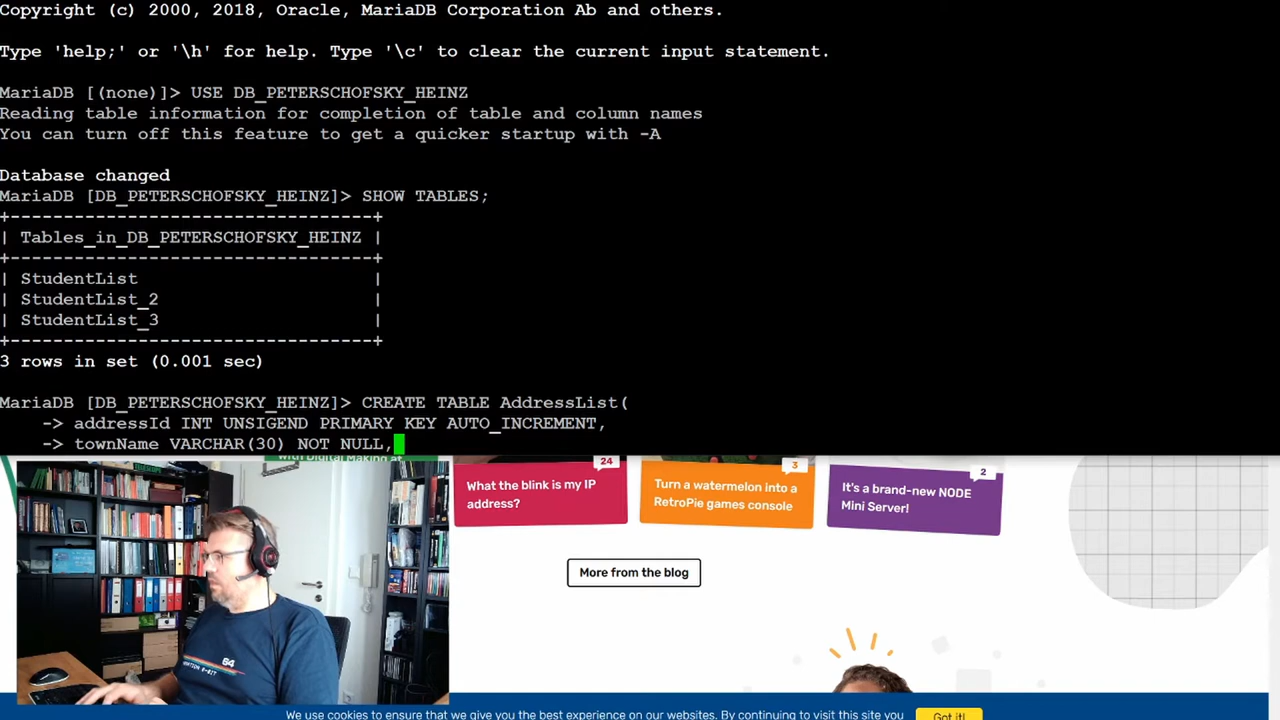 Copyright (c) 2000, 2018, Oracle, MariaDB Corporation Ab and others.
Type 'help;' or '\h' for help. Type '\c' to clear the current input statement.
MariaDB [(none)]> USE DB_PETERSCHOFSKY_HEINZ
Reading table information for completion of table and column names
You can turn off this feature to get a quicker startup with -A
Database changed
MariaDB [DB_PETERSCHOFSKY_HEINZ]> SHOW TABLES;
+----------------------------------+
| Tables_in_DB_PETERSCHOFSKY_HEINZ |
+----------------------------------+
| StudentList                      |
| StudentList_2                    |
| StudentList_3                    |
+----------------------------------+
3 rows in set (0.001 sec)
MariaDB [DB_PETERSCHOFSKY_HEINZ]> CREATE TABLE AddressList(
    -> addressId INT UNSIGEND PRIMARY KEY AUTO_INCREMENT,
    -> townName VARCHAR(30) NOT NULL,
with Digital Making at
24
What the blink is my IP
address?
3
Turn a watermelon into a
RetroPie games console
2
It's a brand-new NODE
Mini Server!
More from the blog
64
We use cookies to ensure that we give you the best experience on our websites. By continuing to visit this site you
Got it!